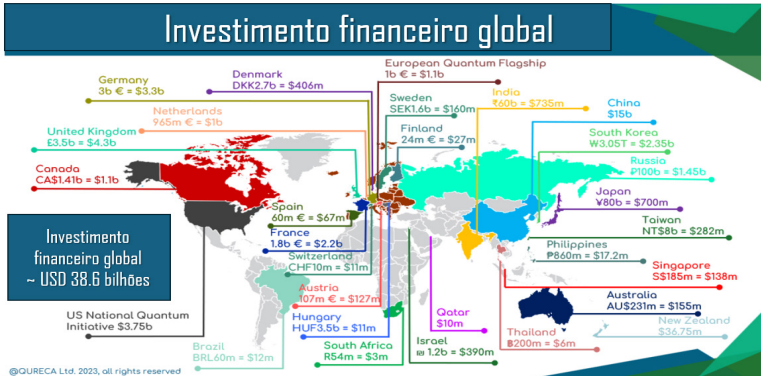 Investimento financeiro global
Germany
3b € = $3.3b
Denmark
DKK2.7b = $406m
European Quantum Flagship
1b € = $1.1b
Netherlands
965m € = $1b
Sweden
SEK1.6b = $160m
India
₹60b = $735m
China
$15b
United Kingdom
£3.5b = $4.3b
Finland
24m € = $27m
South Korea
₩3.05T = $2.35b
Canada
CA$1.41b = $1.1b
Russia
₽100b = $1.45b
Spain
60m € = $67m
Japan
¥80b = $700m
France
1.8b € = $2.2b
Taiwan
NT$8b = $282m
Investimento
financeiro global
~ USD 38.6 bilhões
Switzerland
CHF10m = $11m
Philippines
₱860m = $17.2m
Austria
107m € = $127m
Singapore
S$185m = $138m
US National Quantum
Initiative $3.75b
Hungary
HUF3.5b = $11m
Qatar
$10m
Australia
AU$231m = $155m
New Zealand
$36.75m
Brazil
BRL60m = $12m
South Africa
R54m = $3m
Israel
₪ 1.2b = $390m
Thailand
฿200m = $6m
@QURECA Ltd. 2023, all rights reserved